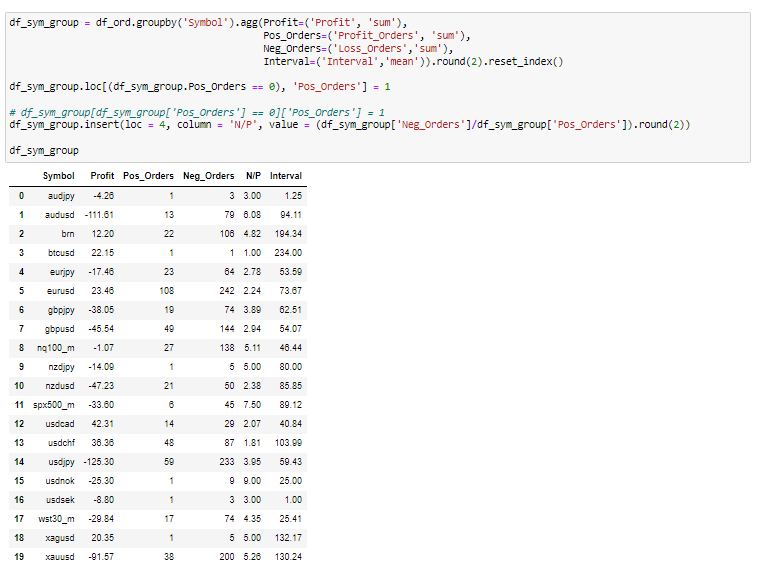 df_sym_group = df_ord.groupby('Symbol').agg(Profit=('Profit', 'sum'),
Pos_Orders=('Profit_Orders', 'sum'),
Neg_Orders=('Loss_Orders','sum'),
Interval=('Interval','mean')).round(2).reset_index()
df_sym_group.loc[(df_sym_group.Pos_Orders == 0), 'Pos_Orders'] = 1
# df_sym_group[df_sym_group['Pos_Orders'] == 0]['Pos_Orders'] = 1
df_sym_group.insert(loc = 4, column = 'N/P', value = (df_sym_group['Neg_Orders']/df_sym_group['Pos_Orders']).round(2))
df_sym_group
Symbol Profit Pos_Orders Neg_Orders N/P Interval
0 audjpy -4.26 1 3 3.00 1.25
1 audusd -111.61 13 79 6.08 94.11
2 brn 12.20 22 106 4.82 194.34
3 btcusd 22.15 1 1 1.00 234.00
4 eurjpy -17.46 23 64 2.78 53.59
5 eurusd 23.46 108 242 2.24 73.67
6 gbpjpy -38.05 19 74 3.89 62.51
7 gbpusd -45.54 49 144 2.94 54.07
8 nq100_m -1.07 27 138 5.11 46.44
9 nzdjpy -14.09 1 5 5.00 80.00
10 nzdusd -47.23 21 50 2.38 85.85
11 spx500_m -33.60 6 45 7.50 89.12
12 usdcad 42.31 14 29 2.07 40.84
13 usdchf 36.36 48 87 1.81 103.99
14 usdjpy -125.30 59 233 3.95 59.43
15 usdnok -25.30 1 9 9.00 25.00
16 usdsek -8.80 1 3 3.00 1.00
17 wst30_m -29.84 17 74 4.35 25.41
18 xagusd 20.35 1 5 5.00 132.17
19 xauusd -91.57 38 200 5.26 130.24